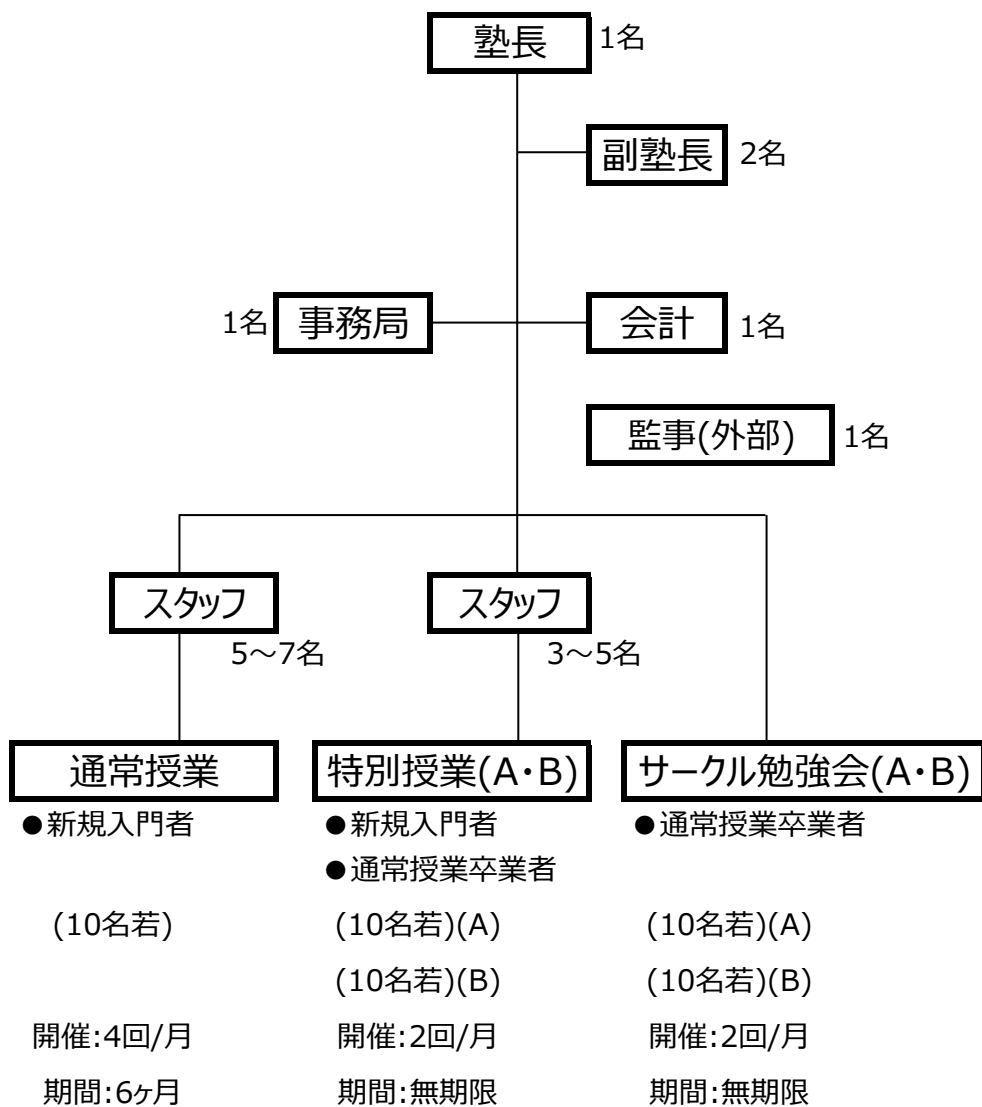 塾長 1名
副塾長 2名
1名 事務局 会計 1名
監事(外部) 1名
スタッフ スタッフ
5～7名 3～5名
通常授業 特別授業(A・B) サークル勉強会(A・B)
●新規入門者 ●新規入門者 ●通常授業卒業者
●通常授業卒業者
(10名若) (10名若)(A) (10名若)(A)
(10名若)(B) (10名若)(B)
開催:4回/月 開催:2回/月 開催:2回/月
期間:6ヶ月 期間:無期限 期間:無期限